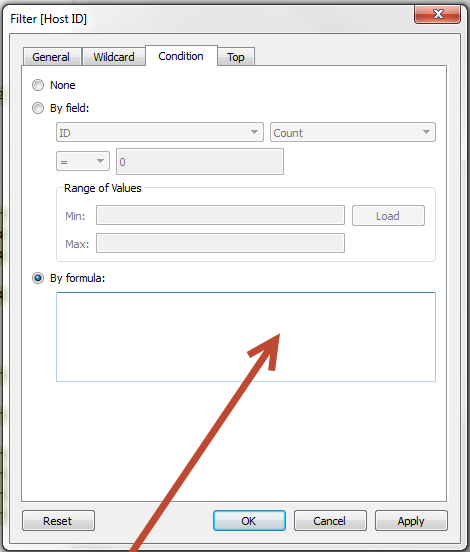 Filter [Host ID]
General Wildcard Condition Top
None
By field:
ID Count
= 0
Range of Values
Min: Load
Max:
By formula:
Reset OK Cancel Apply